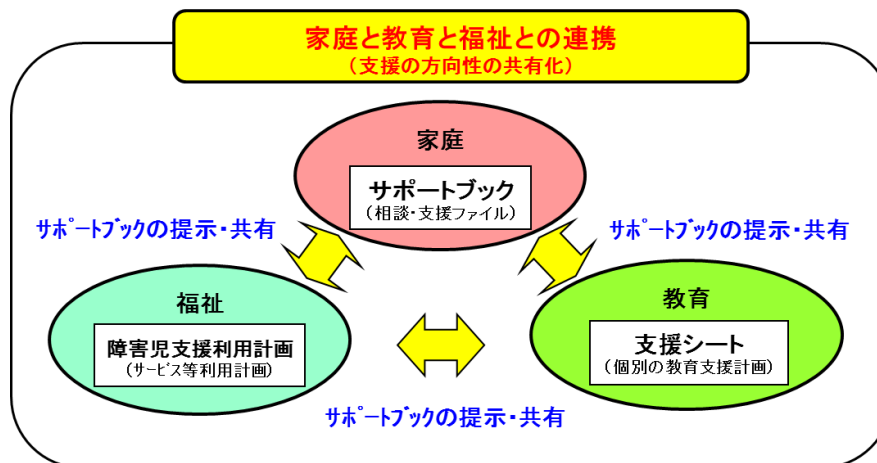 家庭と教育と福祉との連携
（支援の方向性の共有化）
家庭
サポートブック
（相談・支援ファイル）
サポートブックの提示・共有
サポートブックの提示・共有
福祉
障害児支援利用計画
（サービス等利用計画）
教育
支援シート
（個別の教育支援計画）
サポートブックの提示・共有